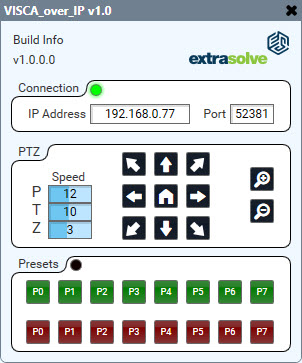 VISCA_over_IP v1.0
Build Info
v1.0.0.0
extrasolve
Connection
IP Address 192.168.0.77 Port 52381
PTZ
Speed
P 12
T 10
Z 3
Presets
P0 P1 P2 P3 P4 P5 P6 P7
P0 P1 P2 P3 P4 P5 P6 P7